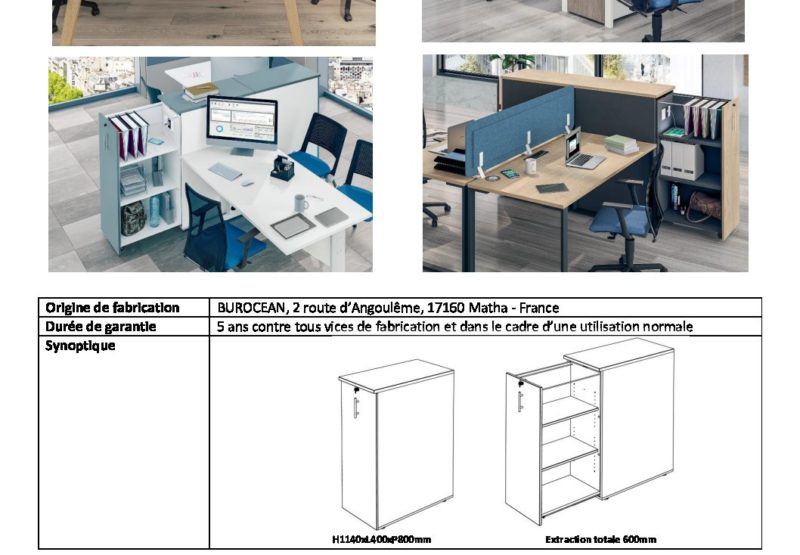 Origine de fabrication
BUROCEAN, 2 route d'Angoulême, 17160 Matha - France
Durée de garantie
5 ans contre tous vices de fabrication et dans le cadre d'une utilisation normale
Synoptique
H1140xL400xP800mm
Extraction totale 600mm